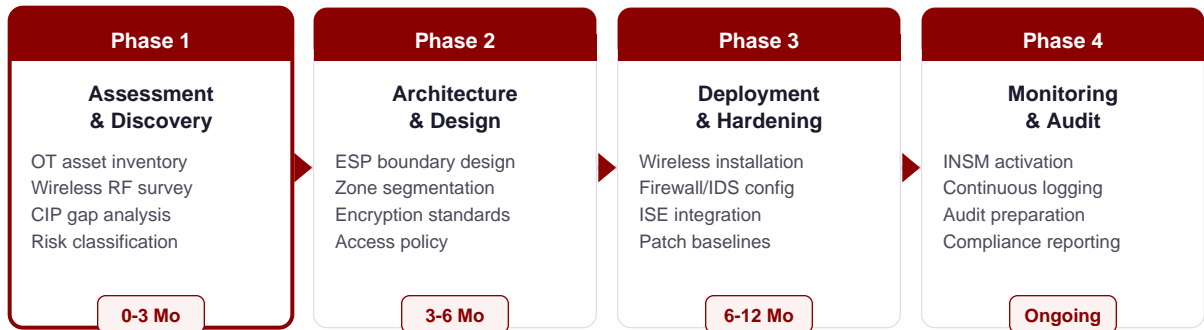 Phase 1
Assessment
& Discovery
OT asset inventory
Wireless RF survey
CIP gap analysis
Risk classification
0-3 Mo
Phase 2
Architecture
& Design
ESP boundary design
Zone segmentation
Encryption standards
Access policy
3-6 Mo
Phase 3
Deployment
& Hardening
Wireless installation
Firewall/IDS config
ISE integration
Patch baselines
6-12 Mo
Phase 4
Monitoring
& Audit
INSM activation
Continuous logging
Audit preparation
Compliance reporting
Ongoing